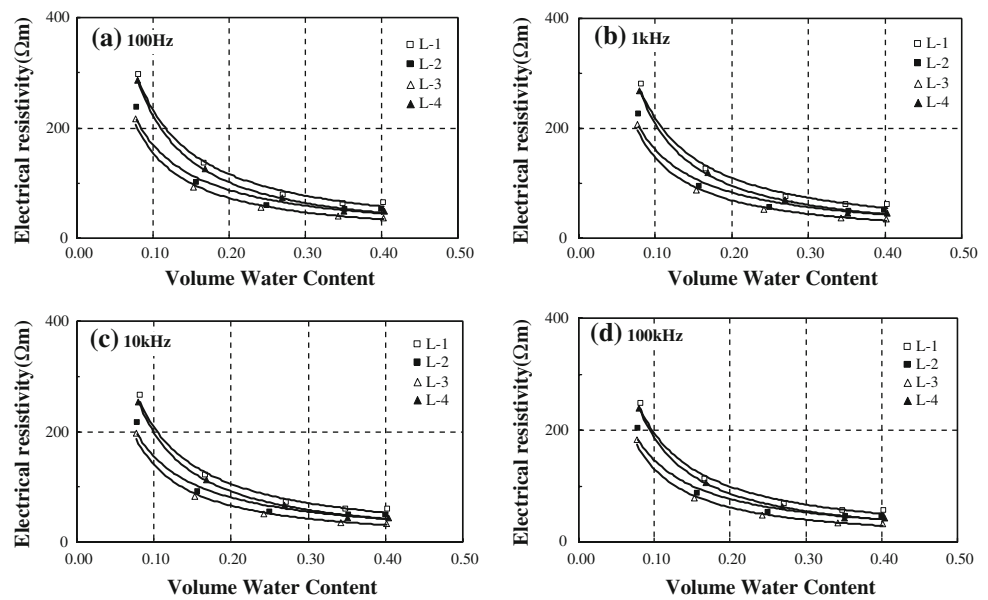 (a) 100Hz
Electrical resistivity(Ωm)
400
200
0
0.00 0.10 0.20 0.30 0.40 0.50
Volume Water Content
L-1
L-2
L-3
L-4
(b) 1kHz
Electrical resistivity(Ωm)
400
200
0
0.00 0.10 0.20 0.30 0.40 0.50
Volume Water Content
L-1
L-2
L-3
L-4
(c) 10kHz
Electrical resistivity(Ωm)
400
200
0
0.00 0.10 0.20 0.30 0.40 0.50
Volume Water Content
L-1
L-2
L-3
L-4
(d) 100kHz
Electrical resistivity(Ωm)
400
200
0
0.00 0.10 0.20 0.30 0.40 0.50
Volume Water Content
L-1
L-2
L-3
L-4